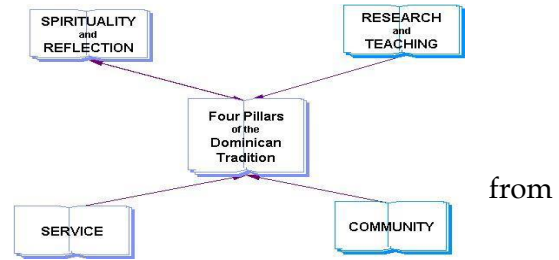 SPIRITUALITY
and
REFLECTION
RESEARCH
and
TEACHING
Four Pillars
of the
Dominican
Tradition
from
SERVICE
COMMUNITY